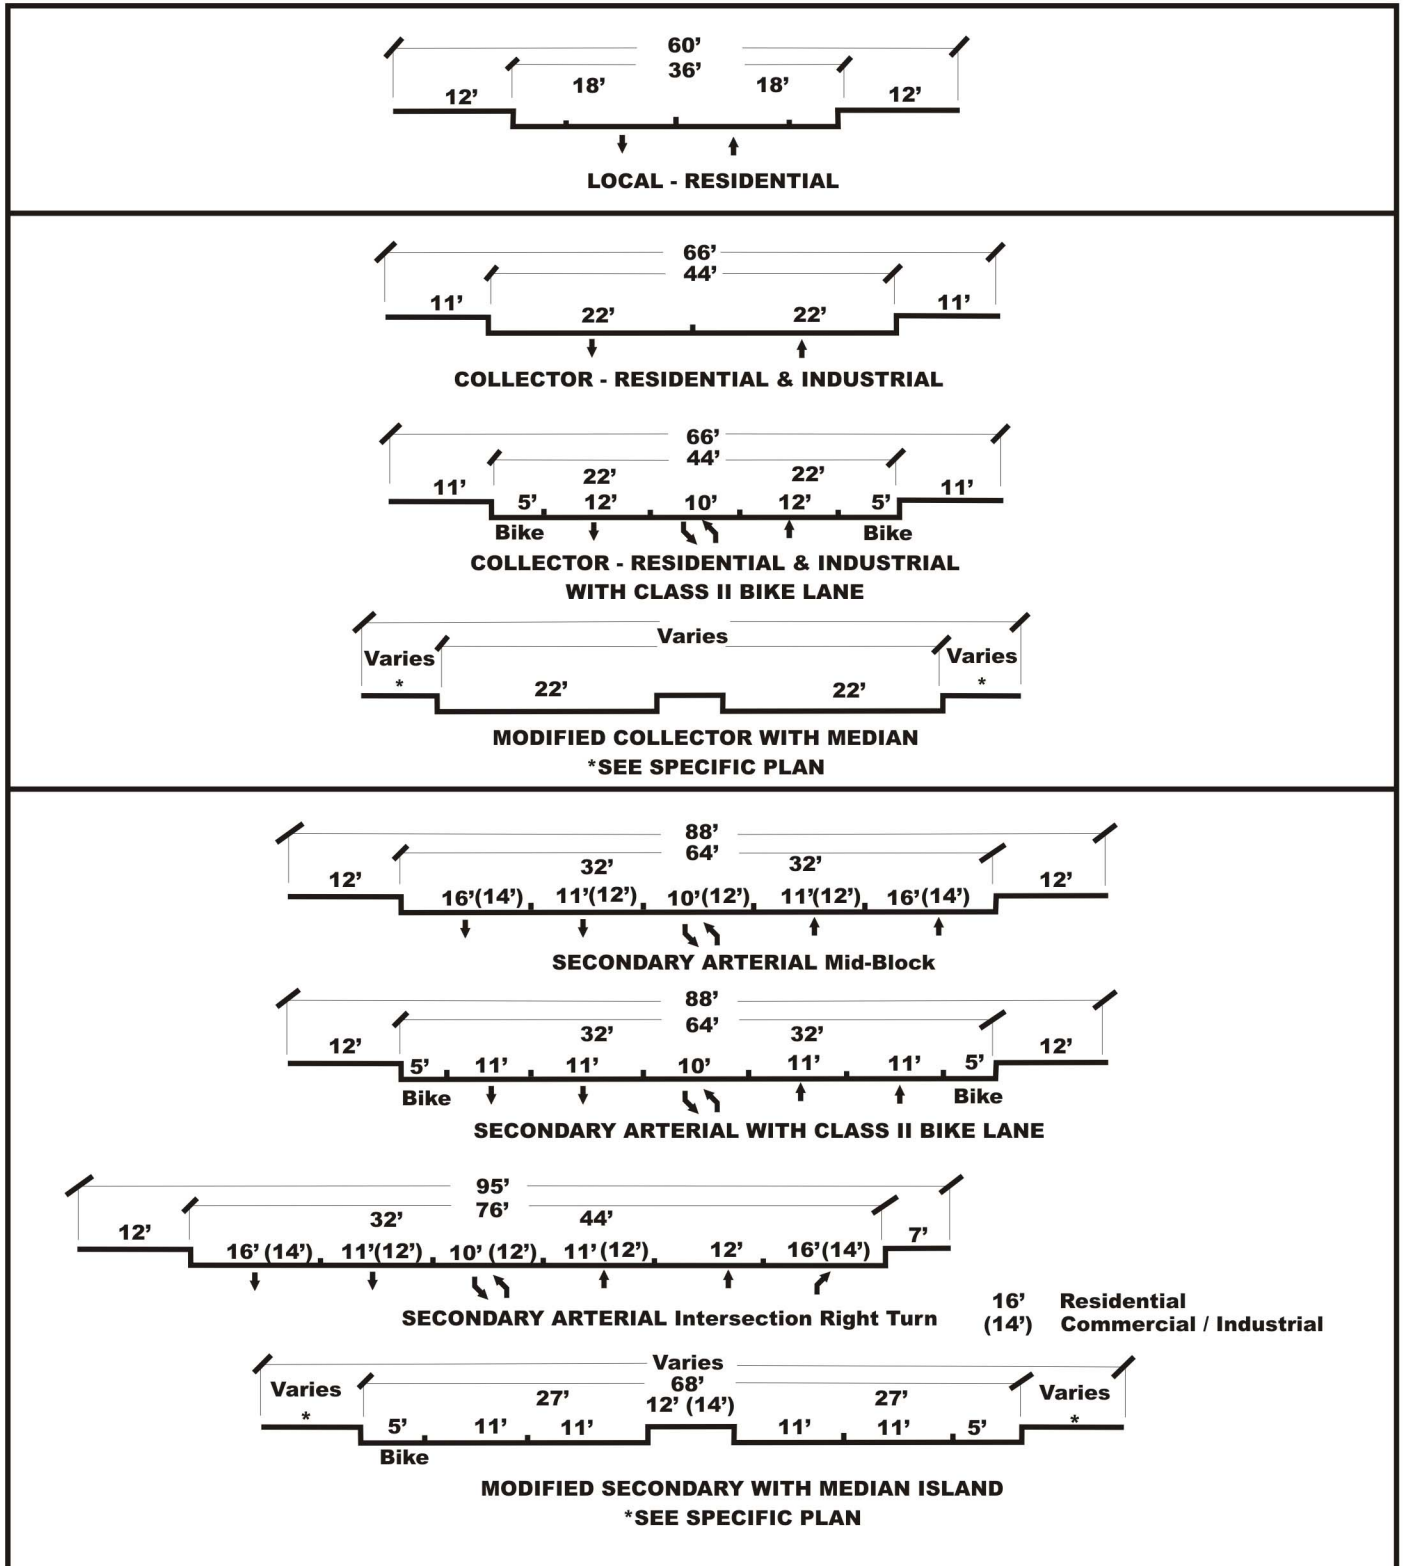 60’
36’
18’ 18’
12’ 12’
LOCAL - RESIDENTIAL
66’
44’
11’ 11’
22’ 22’
COLLECTOR - RESIDENTIAL & INDUSTRIAL
66’
44’
22’ 22’
11’ 11’
5’ 12’ 10’ 12’ 5’
Bike Bike
COLLECTOR - RESIDENTIAL & INDUSTRIAL
WITH CLASS II BIKE LANE
Varies
Varies Varies
* *
22’ 22’
MODIFIED COLLECTOR WITH MEDIAN
*SEE SPECIFIC PLAN
88’
64’
32’ 32’
12’ 12’
16’(14’) 11’(12’) 10’(12’) 11’(12’) 16’(14’)
SECONDARY ARTERIAL Mid-Block
88’
64’
32’ 32’
12’ 12’
5’ 11’ 11’ 10’ 11’ 11’ 5’
Bike Bike
SECONDARY ARTERIAL WITH CLASS II BIKE LANE
95’
76’
32’ 44’
12’ 7’
16’ (14’) 11’(12’) 10’ (12’) 11’(12’) 12’ 16’(14’)
SECONDARY ARTERIAL Intersection Right Turn
16’ Residential
(14’) Commercial / Industrial
Varies
68’
Varies 27’ 12’ (14’) 27’ Varies
* *
5’ 11’ 11’ 11’ 11’ 5’
Bike
MODIFIED SECONDARY WITH MEDIAN ISLAND
*SEE SPECIFIC PLAN